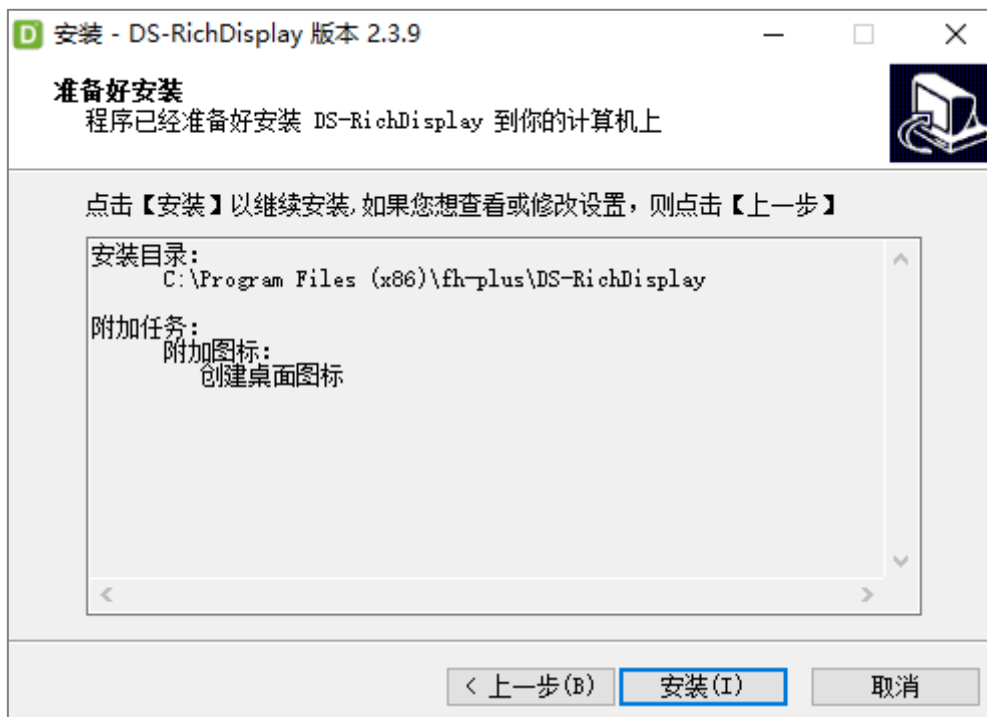 D
安装 - DS-RichDisplay 版本 2.3.9
准备好安装
程序已经准备好安装 DS-RichDisplay 到你的计算机上
点击【安装】以继续安装,如果您想查看或修改设置，则点击【上一步】
安装目录:
C:\Program Files (x86)\fh-plus\DS-RichDisplay
附加任务:
附加图标:
创建桌面图标
< 上一步(B) 安装(I) 取消